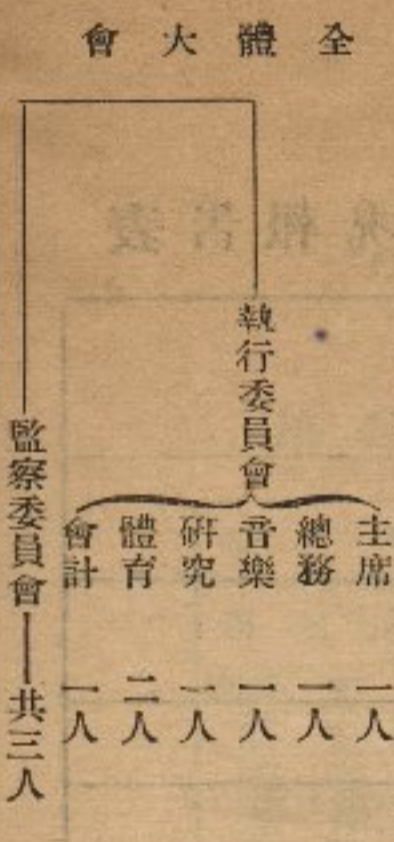 全體大會
執行委員會
主席 一人
總務 一人
音樂 一人
研究 一人
體育 二人
會計 一人
監察委員會——共三人